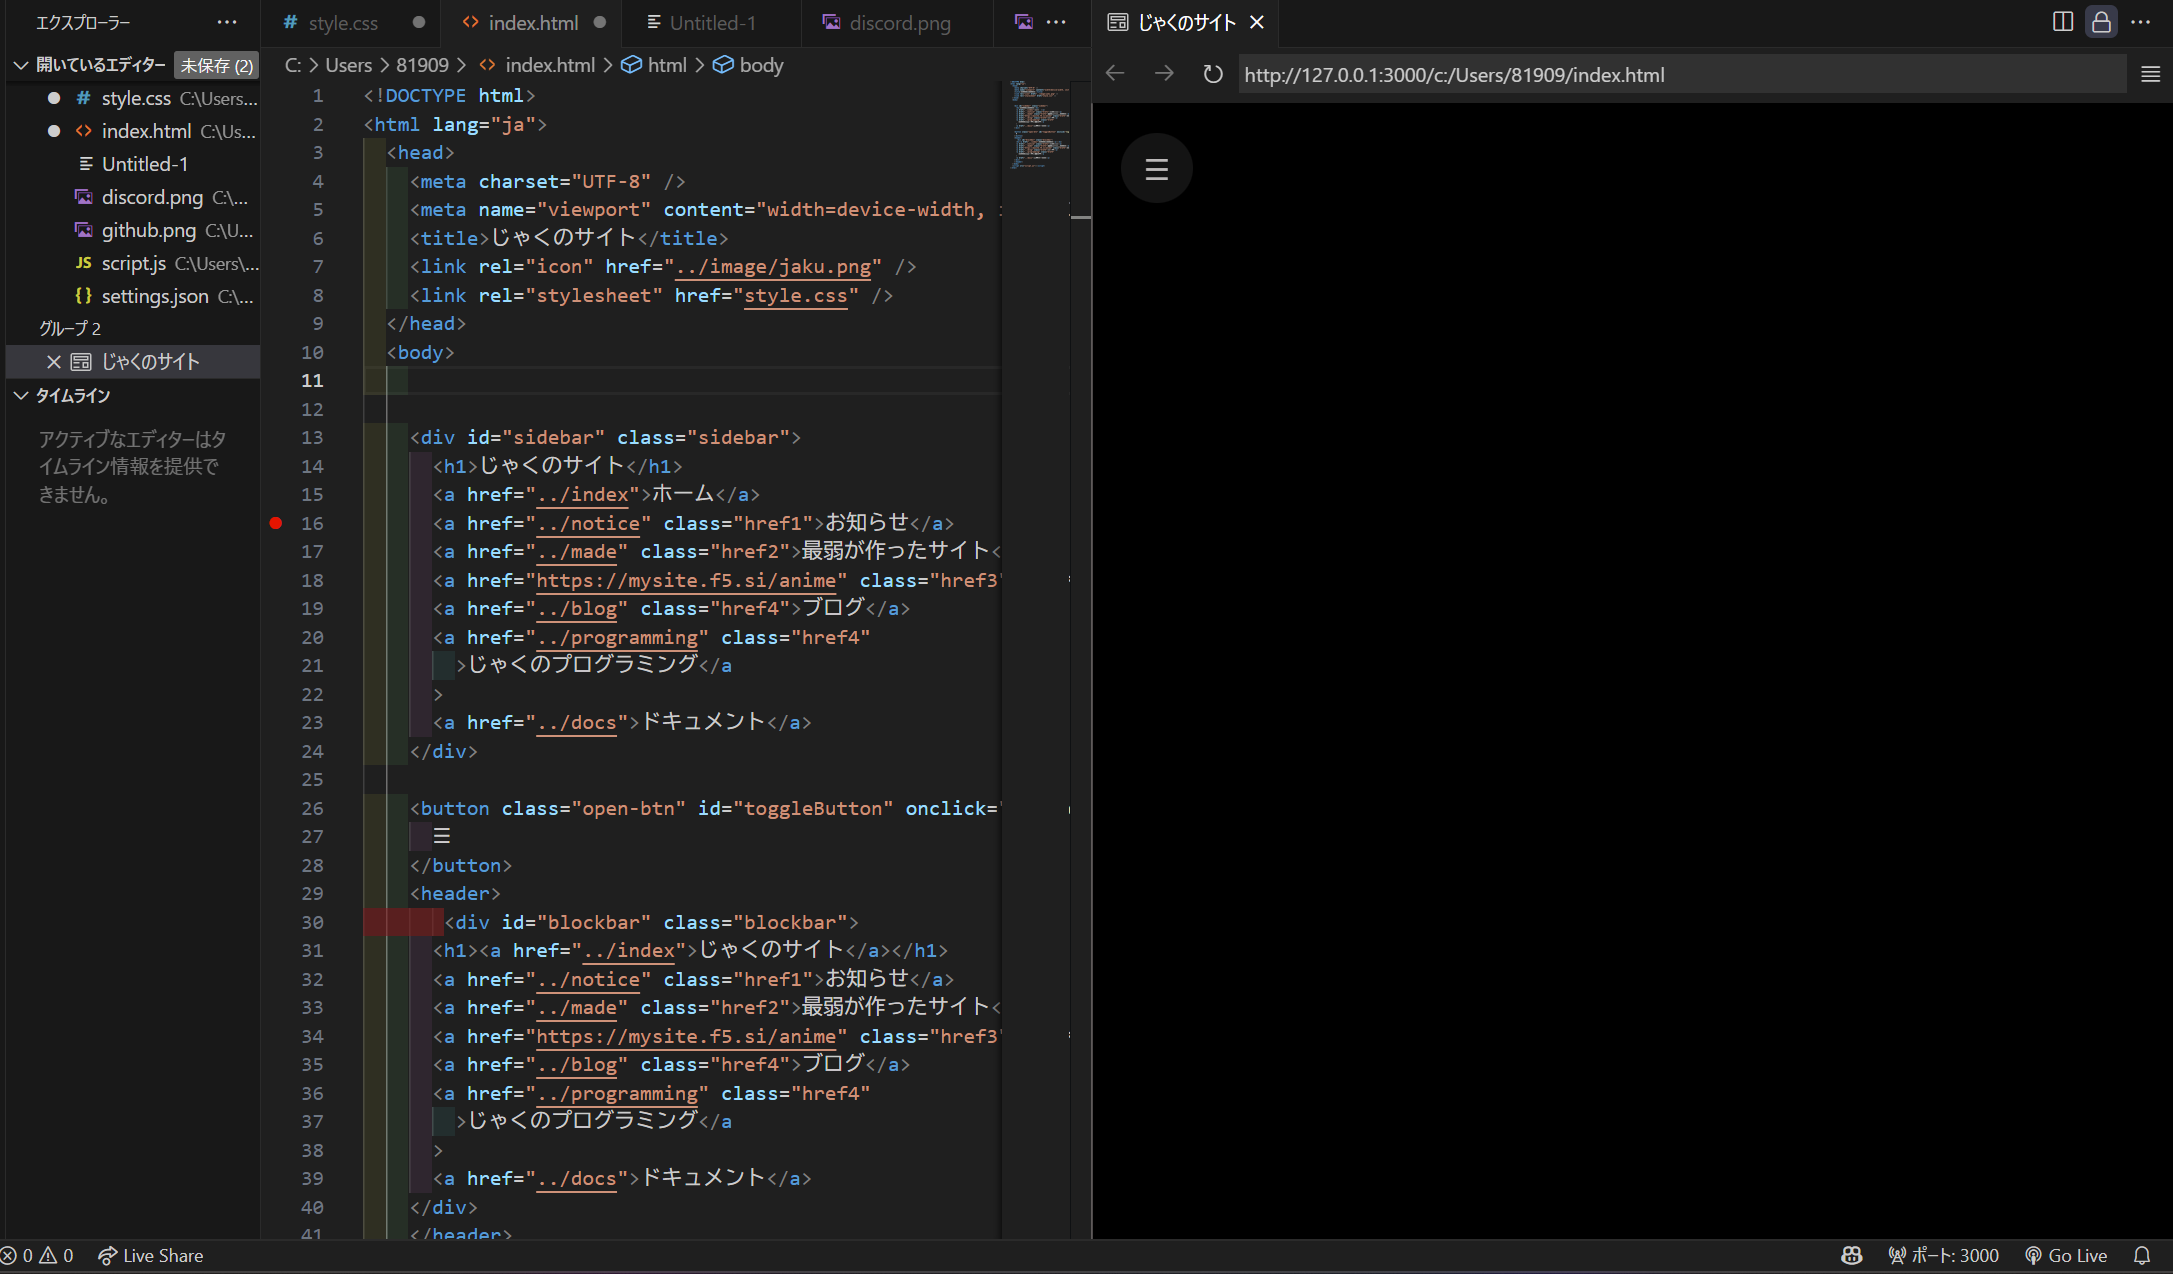 エクスプローラー
開いているエディター 未保存 (2)
style.css C:\Users...
index.html C:\Us...
Untitled-1
discord.png C:\...
github.png C:\U...
JS script.js C:\Users\...
{} settings.json C:\...
グループ 2
じゃくのサイト
タイムライン
アクティブなエディターはタ
イムライン情報を提供で
きません。
# style.css
<> index.html
Untitled-1
discord.png
C: > Users > 81909 > <> index.html > html > body
1 <!DOCTYPE html>
2 <html lang="ja">
3 <head>
4 <meta charset="UTF-8" />
5 <meta name="viewport" content="width=device-width,
6 <title>じゃくのサイト</title>
7 <link rel="icon" href="../image/jaku.png" />
8 <link rel="stylesheet" href="style.css" />
9 </head>
10 <body>
11
12
13 <div id="sidebar" class="sidebar">
14 <h1>じゃくのサイト</h1>
15 <a href="../index">ホーム</a>
16 <a href="../notice" class="href1">お知らせ</a>
17 <a href="../made" class="href2">最弱が作ったサイト<
18 <a href="https://mysite.f5.si/anime" class="href3"
19 <a href="../blog" class="href4">ブログ</a>
20 <a href="../programming" class="href4"
21 >じゃくのプログラミング</a
22 >
23 <a href="../docs">ドキュメント</a>
24 </div>
25
26 <button class="open-btn" id="toggleButton" onclick=
27 ☰
28 </button>
29 <header>
30 <div id="blockbar" class="blockbar">
31 <h1><a href="../index">じゃくのサイト</a></h1>
32 <a href="../notice" class="href1">お知らせ</a>
33 <a href="../made" class="href2">最弱が作ったサイト<
34 <a href="https://mysite.f5.si/anime" class="href3"
35 <a href="../blog" class="href4">ブログ</a>
36 <a href="../programming" class="href4"
37 >じゃくのプログラミング</a
38 >
39 <a href="../docs">ドキュメント</a>
40 </div>
41 </header>
じゃくのサイト
http://127.0.0.1:3000/c:/Users/81909/index.html
☰
0 0 Live Share
ポート: 3000 Go Live